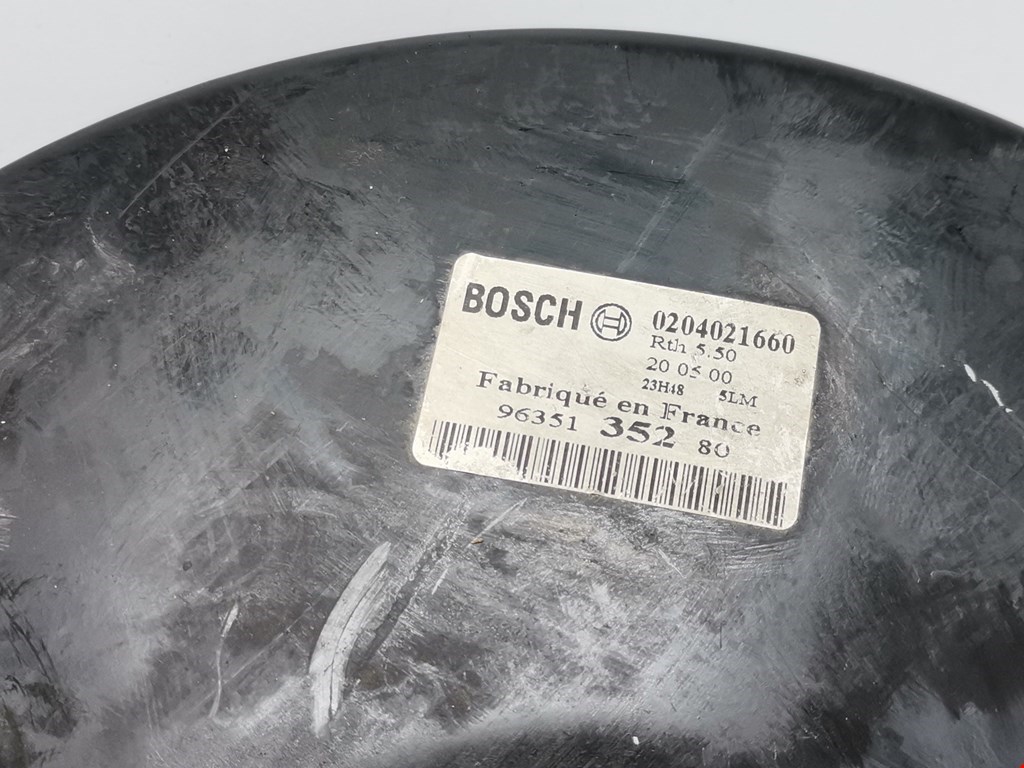 BOSCH 0204021660
Rth 5.50
20 05 00
23H48 5LM
Fabriqué en France
96351 352 80